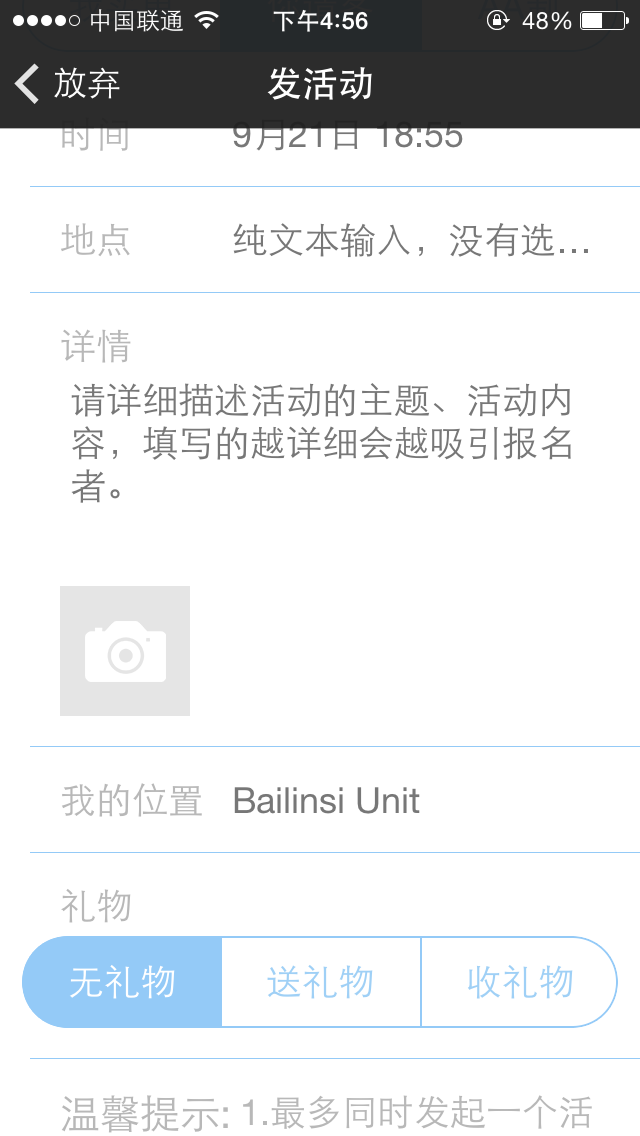 中国联通 下午4:56 48%
放弃 发活动
时间 9月21日 18:55
地点 纯文本输入，没有选...
详情
请详细描述活动的主题、活动内
容，填写的越详细会越吸引报名
者。
我的位置 Bailinsi Unit
礼物
无礼物 送礼物 收礼物
温馨提示: 1.最多同时发起一个活